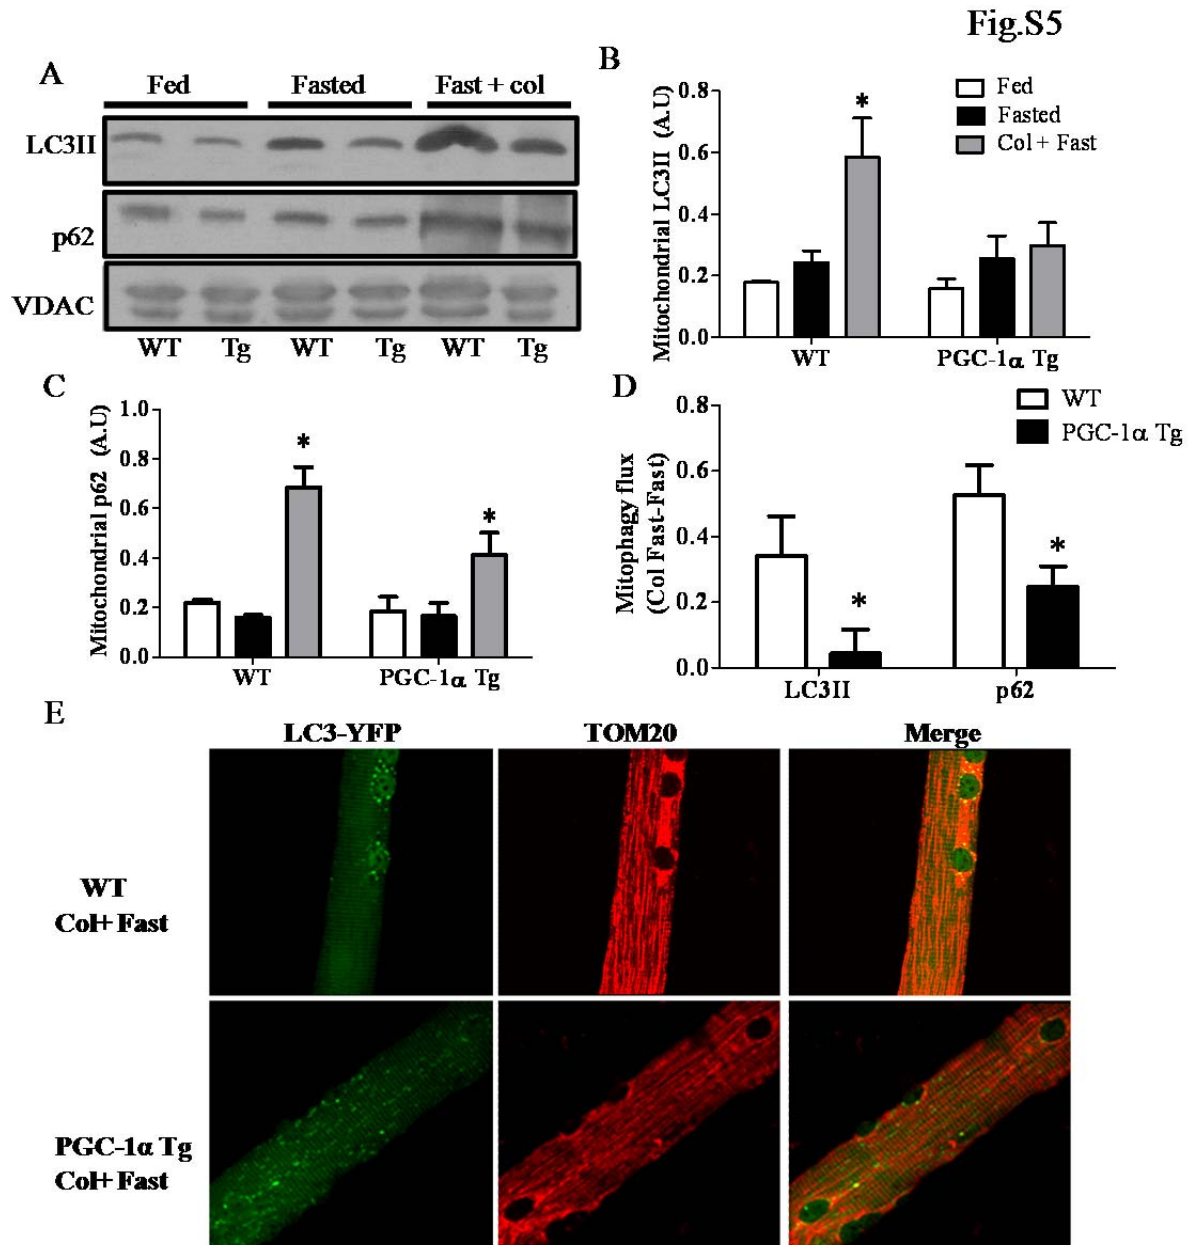 Fig.S5
A
Fed Fasted Fast + col
LC3II
p62
VDAC
WT Tg WT Tg WT Tg
B
Mitochondrial LC3II (A.U)
0.8
0.6
0.4
0.2
0.0
*
Fed
Fasted
Col + Fast
WT PGC-1α Tg
C
Mitochondrial p62 (A.U)
1.0
0.8
0.6
0.4
0.2
0.0
*
*
WT PGC-1α Tg
D
Mitophagy flux
(Col Fast-Fast)
0.8
0.6
0.4
0.2
0.0
WT
PGC-1α Tg
*
*
LC3II p62
E
LC3-YFP TOM20 Merge
WT
Col+ Fast
PGC-1α Tg
Col+ Fast